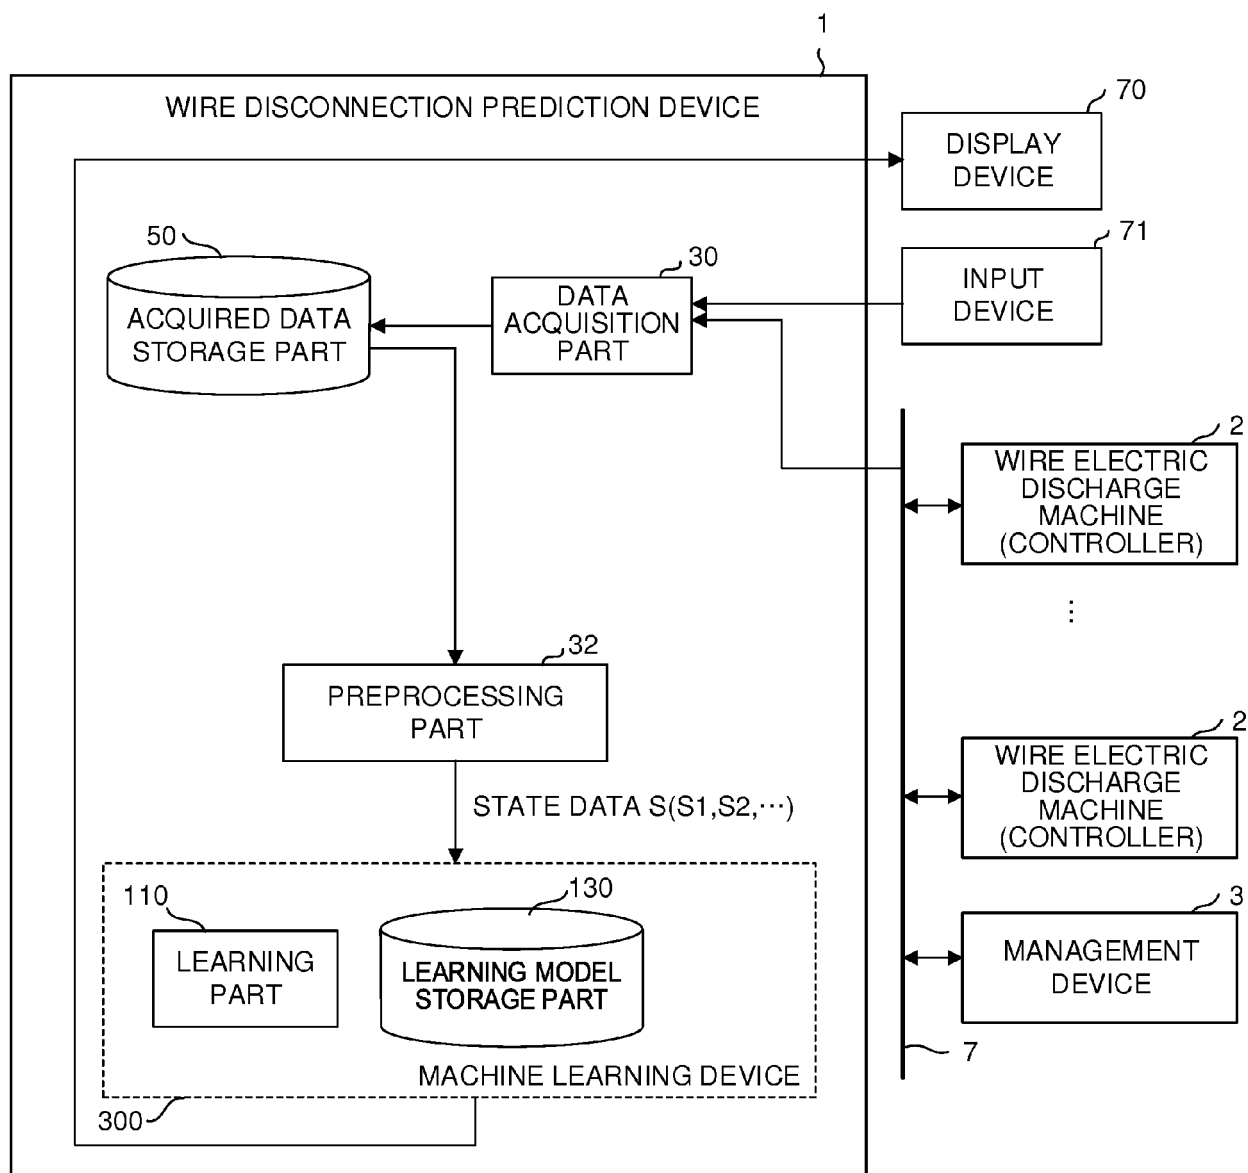 1
WIRE DISCONNECTION PREDICTION DEVICE
70
DISPLAY
DEVICE
50
ACQUIRED DATA
STORAGE PART
30
DATA
ACQUISITION
PART
71
INPUT
DEVICE
2
WIRE ELECTRIC
DISCHARGE
MACHINE
(CONTROLLER)
⋮
32
PREPROCESSING
PART
2
WIRE ELECTRIC
DISCHARGE
MACHINE
(CONTROLLER)
STATE DATA S(S1,S2,⋯)
110
LEARNING
PART
130
LEARNING MODEL
STORAGE PART
MACHINE LEARNING DEVICE
300
3
MANAGEMENT
DEVICE
7